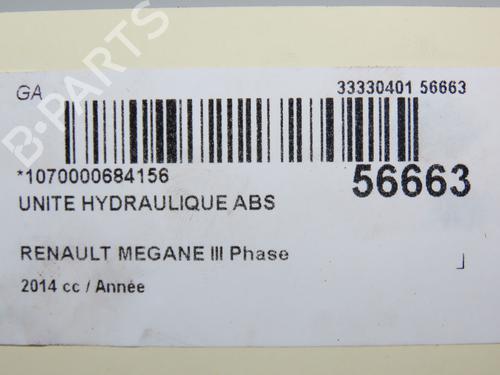 GA
33330401 56663
*1070000684156
56663
UNITE HYDRAULIQUE ABS
RENAULT MEGANE III Phase
2014 cc / Année
B-PARTS